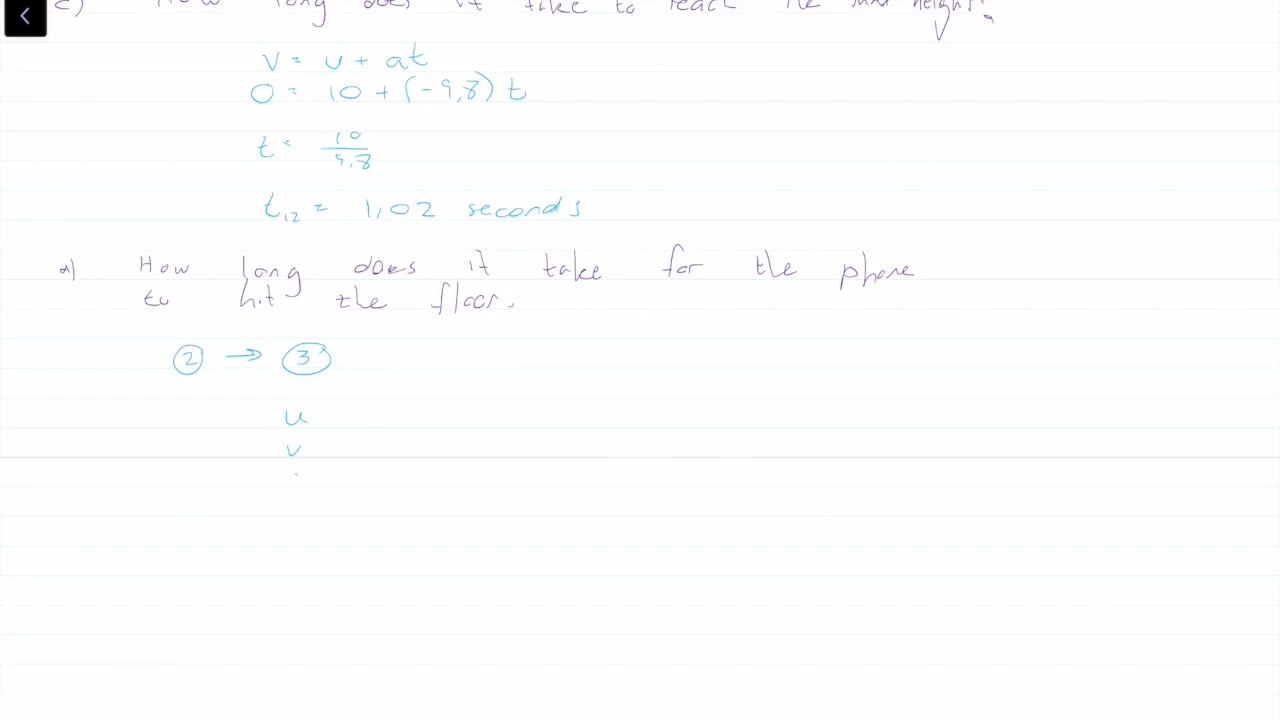 c) How long does it take to reach the max height?
v = u + at
0 = 10 + (-9,8) t
t = 10/9,8
t₁₂ = 1,02 seconds
d) How long does it take for the phone
to hit the floor.
② → ③
u
v